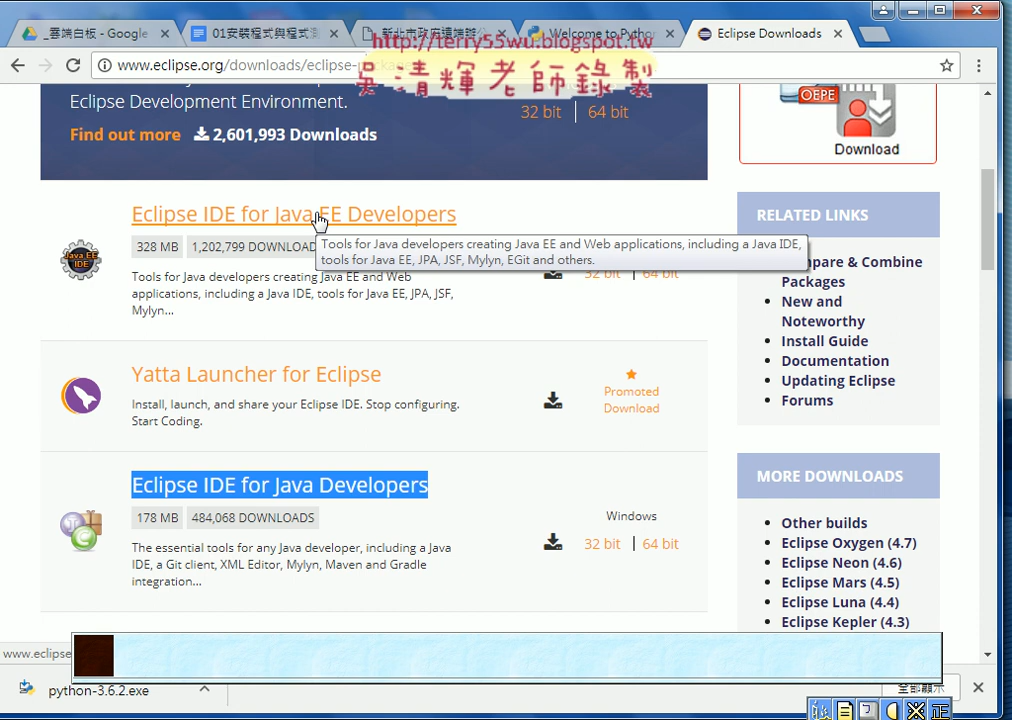 _雲端白板 - Google
01安裝程式與程式測
新北市政府遠端教
Welcome to Pytho
Eclipse Downloads
http://terry55wu.blogspot.tw
吳清輝老師錄製
www.eclipse.org/downloads/eclipse-
Eclipse Development Environment.
Find out more
2,601,993 Downloads
32 bit
64 bit
OEPE
Download
Eclipse IDE for Java EE Developers
328 MB
1,202,799 DOWNLOAD
Tools for Java developers creating Java EE and Web applications, including a Java IDE,
tools for Java EE, JPA, JSF, Mylyn, EGit and others.
Tools for Java developers creating Java EE and Web
applications, including a Java IDE, tools for Java EE, JPA, JSF,
Mylyn...
32 bit
64 bit
Yatta Launcher for Eclipse
Install, launch, and share your Eclipse IDE. Stop configuring.
Start Coding.
Promoted
Download
Eclipse IDE for Java Developers
178 MB
484,068 DOWNLOADS
The essential tools for any Java developer, including a Java
IDE, a Git client, XML Editor, Mylyn, Maven and Gradle
integration...
Windows
32 bit
64 bit
RELATED LINKS
mpare & Combine
Packages
New and
Noteworthy
Install Guide
Documentation
Updating Eclipse
Forums
MORE DOWNLOADS
Other builds
Eclipse Oxygen (4.7)
Eclipse Neon (4.6)
Eclipse Mars (4.5)
Eclipse Luna (4.4)
Eclipse Kepler (4.3)
www.eclipse
python-3.6.2.exe
全部顯示